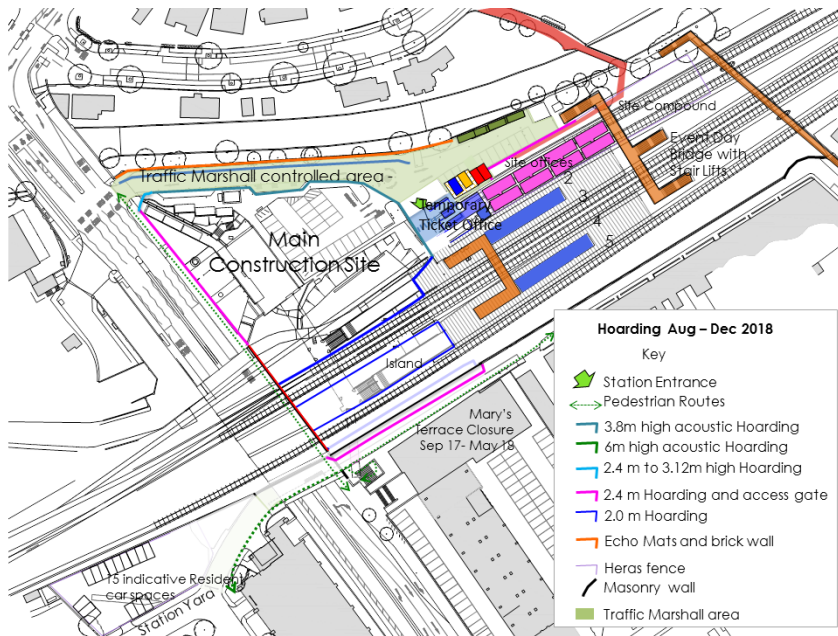 Site Compound
Event Day
Bridge with
Stair Lifts
Site offices
Traffic Marshall controlled area -
2
3
4
5
Temporary
Ticket Office
Main
Construction Site
Island
Mary's
Terrace Closure
Sep 17- May 18
15 indicative Resident
car spaces
Station Yard
Hoarding Aug – Dec 2018
Key
Station Entrance
Pedestrian Routes
3.8m high acoustic Hoarding
6m high acoustic Hoarding
2.4 m to 3.12m high Hoarding
2.4 m Hoarding and access gate
2.0 m Hoarding
Echo Mats and brick wall
Heras fence
Masonry wall
Traffic Marshall area